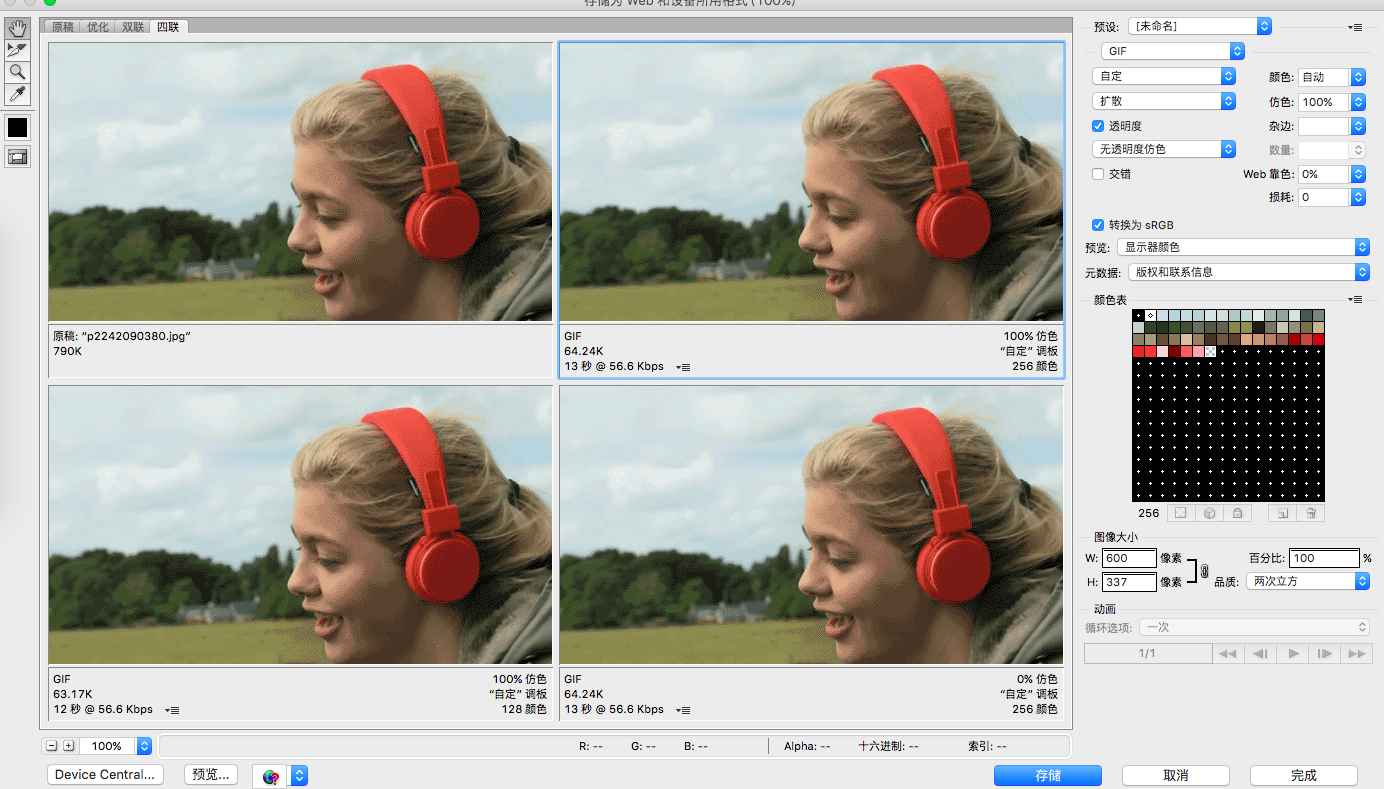 存储为 Web 和设备所用格式 (100%)
原稿 优化 双联 四联
原稿: “p2242090380.jpg”
790K
GIF 100% 仿色
64.24K “自定” 调板
13 秒 @ 56.6 Kbps 256 颜色
GIF 100% 仿色
63.17K “自定” 调板
12 秒 @ 56.6 Kbps 128 颜色
GIF 0% 仿色
64.24K “自定” 调板
13 秒 @ 56.6 Kbps 256 颜色
100% R: -- G: -- B: -- Alpha: -- 十六进制: -- 索引: --
Device Central... 预览... 存储 取消 完成
预设: [未命名]
GIF
自定 颜色: 自动
扩散 仿色: 100%
透明度 杂边:
无透明度仿色 数量:
交错 Web 靠色: 0%
损耗: 0
转换为 sRGB
预览: 显示器颜色
元数据: 版权和联系信息
颜色表
256
图像大小
W: 600 像素 百分比: 100 %
H: 337 像素 品质: 两次立方
动画
循环选项: 一次
1/1